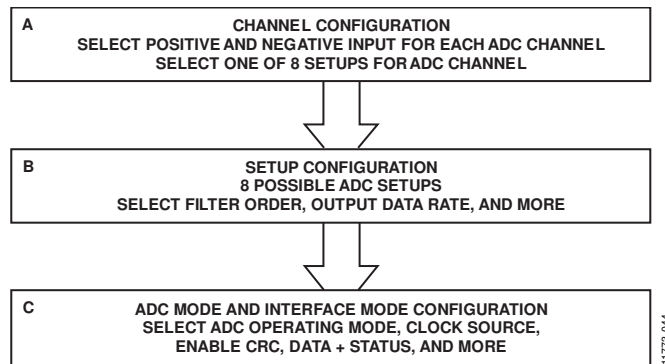 A
CHANNEL CONFIGURATION
SELECT POSITIVE AND NEGATIVE INPUT FOR EACH ADC CHANNEL
SELECT ONE OF 8 SETUPS FOR ADC CHANNEL
B
SETUP CONFIGURATION
8 POSSIBLE ADC SETUPS
SELECT FILTER ORDER, OUTPUT DATA RATE, AND MORE
C
ADC MODE AND INTERFACE MODE CONFIGURATION
SELECT ADC OPERATING MODE, CLOCK SOURCE,
ENABLE CRC, DATA + STATUS, AND MORE